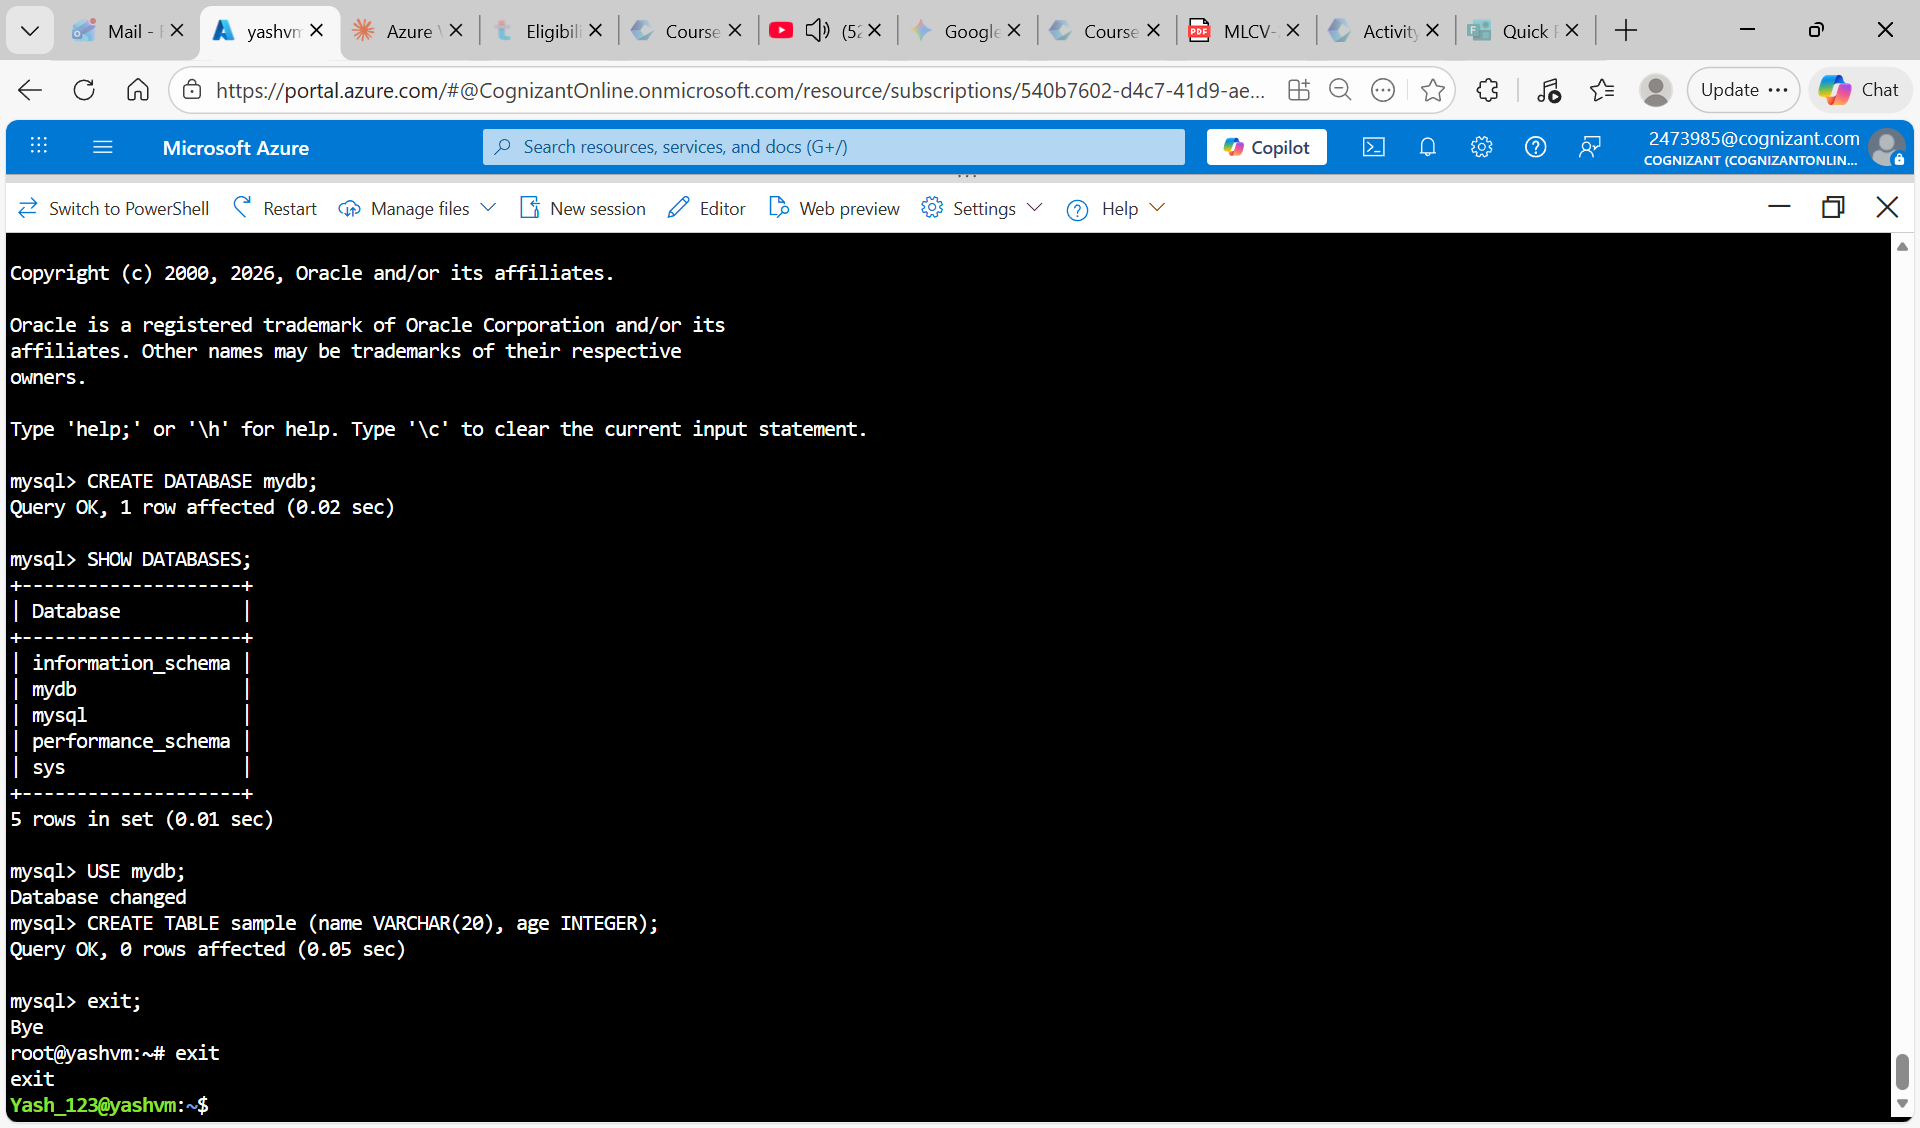 Mail -
yashvm
Azure
Eligibili
Course
(52
Google
Course
MLCV-
Activity
Quick
https://portal.azure.com/#@CognizantOnline.onmicrosoft.com/resource/subscriptions/540b7602-d4c7-41d9-ae...
Update
Chat
Microsoft Azure
Search resources, services, and docs (G+/)
Copilot
2473985@cognizant.com
COGNIZANT (COGNIZANTONLIN...
Switch to PowerShell
Restart
Manage files
New session
Editor
Web preview
Settings
Help
Copyright (c) 2000, 2026, Oracle and/or its affiliates.
Oracle is a registered trademark of Oracle Corporation and/or its
affiliates. Other names may be trademarks of their respective
owners.
Type 'help;' or '\h' for help. Type '\c' to clear the current input statement.
mysql> CREATE DATABASE mydb;
Query OK, 1 row affected (0.02 sec)
mysql> SHOW DATABASES;
+--------------------+
| Database           |
+--------------------+
| information_schema |
| mydb               |
| mysql              |
| performance_schema |
| sys                |
+--------------------+
5 rows in set (0.01 sec)
mysql> USE mydb;
Database changed
mysql> CREATE TABLE sample (name VARCHAR(20), age INTEGER);
Query OK, 0 rows affected (0.05 sec)
mysql> exit;
Bye
root@yashvm:~# exit
exit
Yash_123@yashvm:~$